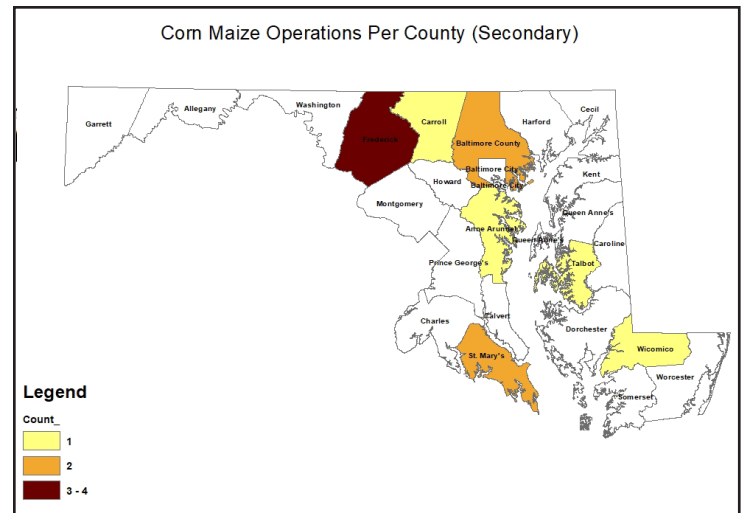 Corn Maize Operations Per County (Secondary)
Garrett
Allegany
Washington
Frederick
Carroll
Baltimore County
Harford
Cecil
Baltimore City
Baltimore City
Howard
Kent
Montgomery
Queen Anne's
Anne Arundel
Queen Anne's
Caroline
Prince George's
Talbot
Charles
Calvert
Dorchester
St. Mary's
Wicomico
Worcester
Somerset
Legend
Count_
1
2
3 - 4